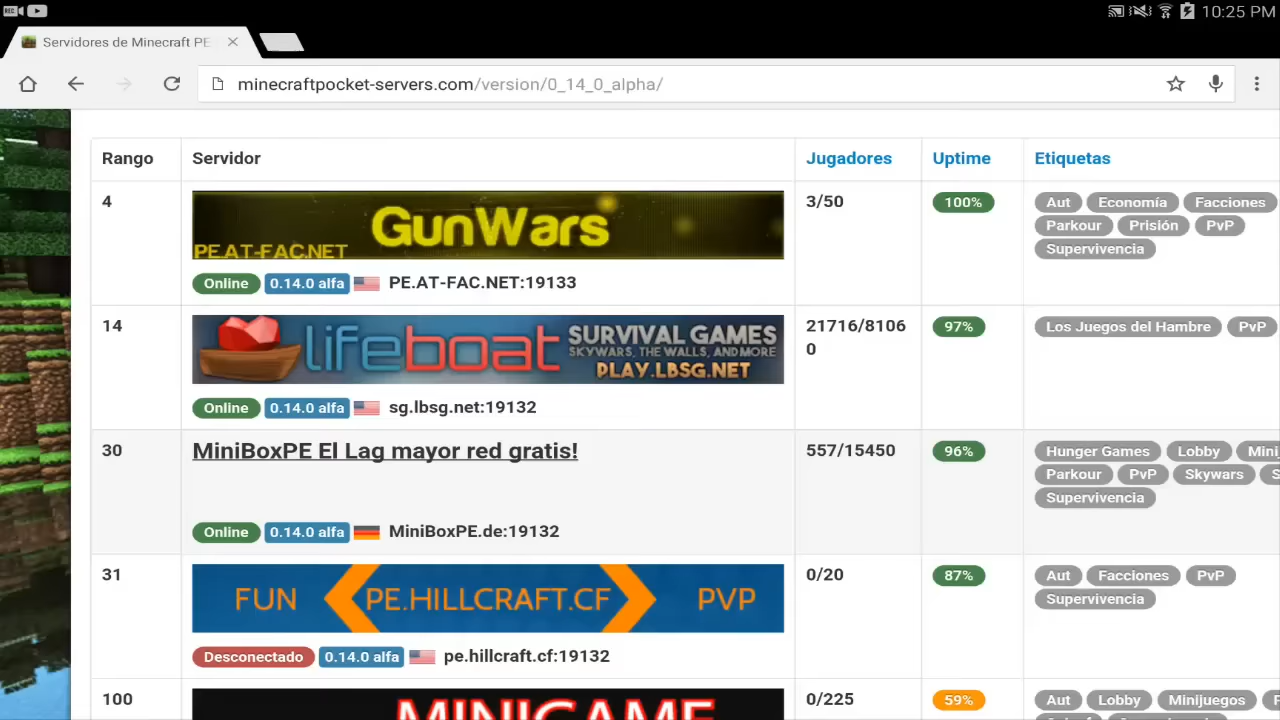 REC
10:25 PM
Servidores de Minecraft PE
minecraftpocket-servers.com/version/0_14_0_alpha/
Rango Servidor Jugadores Uptime Etiquetas
4 GunWars 3/50 100% Aut Economía Facciones
PE.AT-FAC.NET Parkour Prisión PvP
Supervivencia
Online 0.14.0 alfa PE.AT-FAC.NET:19133
14 lifeboat SURVIVAL GAMES 21716/8106 97% Los Juegos del Hambre PvP
SKYWARS, THE WALLS, AND MORE 0
PLAY.LBSG.NET
Online 0.14.0 alfa sg.lbsg.net:19132
30 MiniBoxPE El Lag mayor red gratis! 557/15450 96% Hunger Games Lobby Mini
Parkour PvP Skywars S
Supervivencia
Online 0.14.0 alfa MiniBoxPE.de:19132
31 FUN PE.HILLCRAFT.CF PVP 0/20 87% Aut Facciones PvP
Supervivencia
Desconectado 0.14.0 alfa pe.hillcraft.cf:19132
100 MINIGAME 0/225 59% Aut Lobby Minijuegos